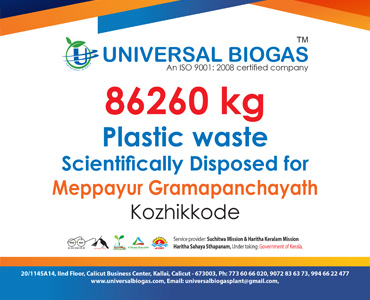 TM
UNIVERSAL BIOGAS
An ISO 9001: 2008 certified company
86260 kg
Plastic waste
Scientifically Disposed for
Meppayur Gramapanchayath
Kozhikkode
Service provider: Suchitwa Mission & Haritha Keralam Mission
Haritha Sahaya Sthapanam, Under taking: Government of Kerala.
20/1145A14, IInd Floor, Calicut Business Center, Kallai, Calicut - 673003, Ph: 773 60 66 020, 9072 83 63 73, 994 66 22 477
www.universalbiogas.com, Email: universalbiogasplant@gmail.com,